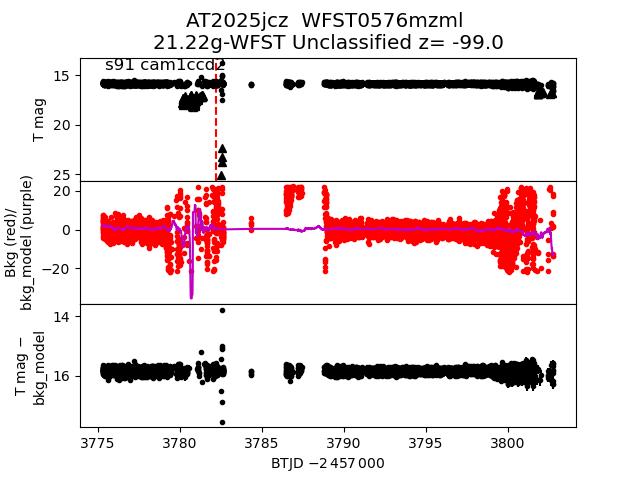 AT2025jcz WFST0576mzml
21.22g-WFST Unclassified z= -99.0
s91 cam1ccd2
T mag
15
20
25
Bkg (red)/
bkg_model (purple)
20
0
−20
T mag −
bkg_model
14
16
3775 3780 3785 3790 3795 3800
BTJD −2 457 000